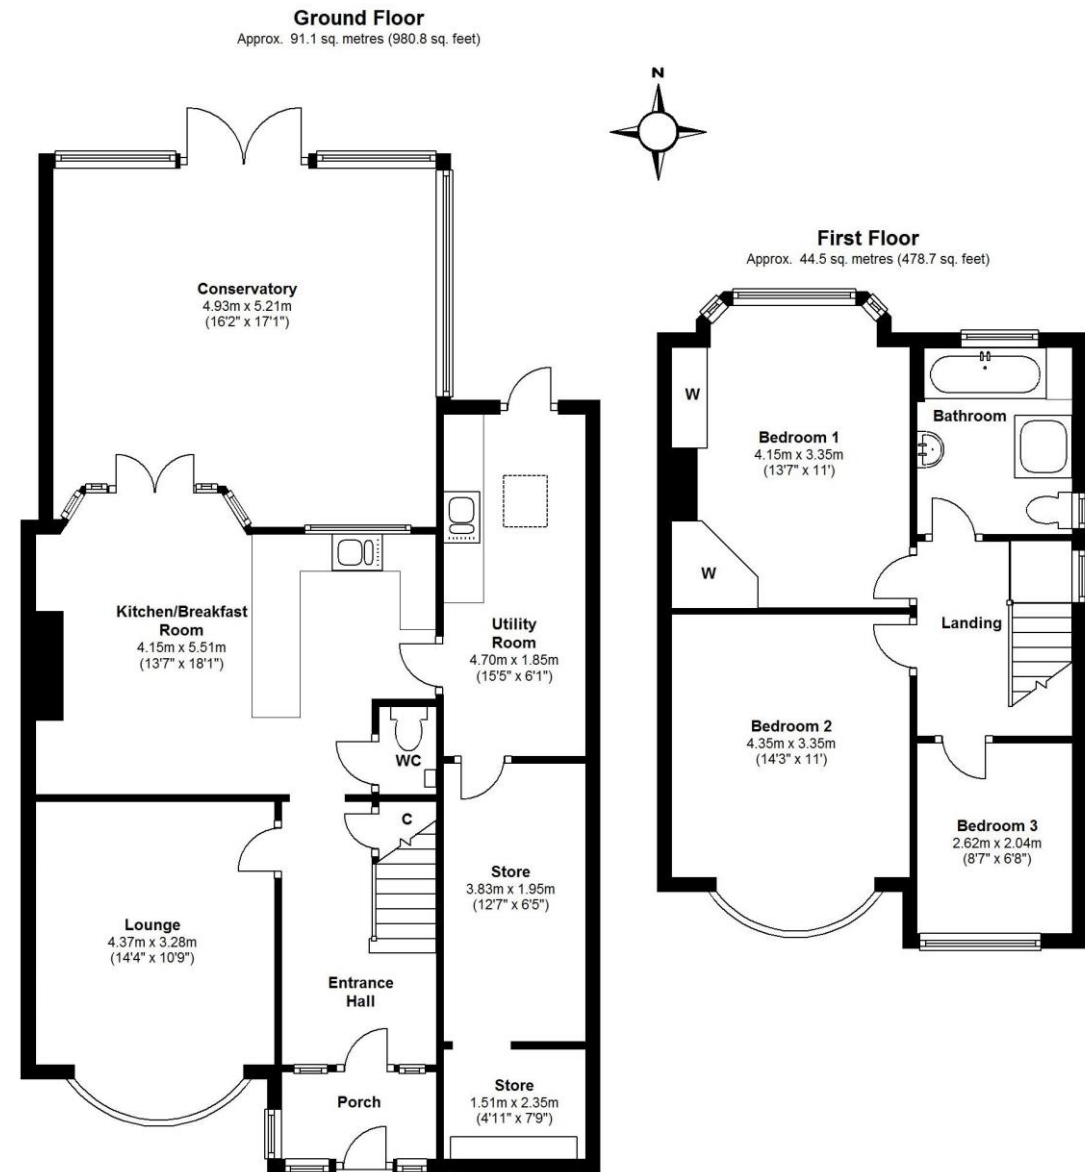 Ground Floor
Approx. 91.1 sq. metres (980.8 sq. feet)
N
Conservatory
4.93m x 5.21m
(16'2" x 17'1")
Kitchen/Breakfast
Room
4.15m x 5.51m
(13'7" x 18'1")
Utility
Room
4.70m x 1.85m
(15'5" x 6'1")
WC
C
Lounge
4.37m x 3.28m
(14'4" x 10'9")
Store
3.83m x 1.95m
(12'7" x 6'5")
Entrance
Hall
Porch
Store
1.51m x 2.35m
(4'11" x 7'9")
First Floor
Approx. 44.5 sq. metres (478.7 sq. feet)
W
Bedroom 1
4.15m x 3.35m
(13'7" x 11')
W
Bathroom
Landing
Bedroom 2
4.35m x 3.35m
(14'3" x 11')
Bedroom 3
2.62m x 2.04m
(8'7" x 6'8")